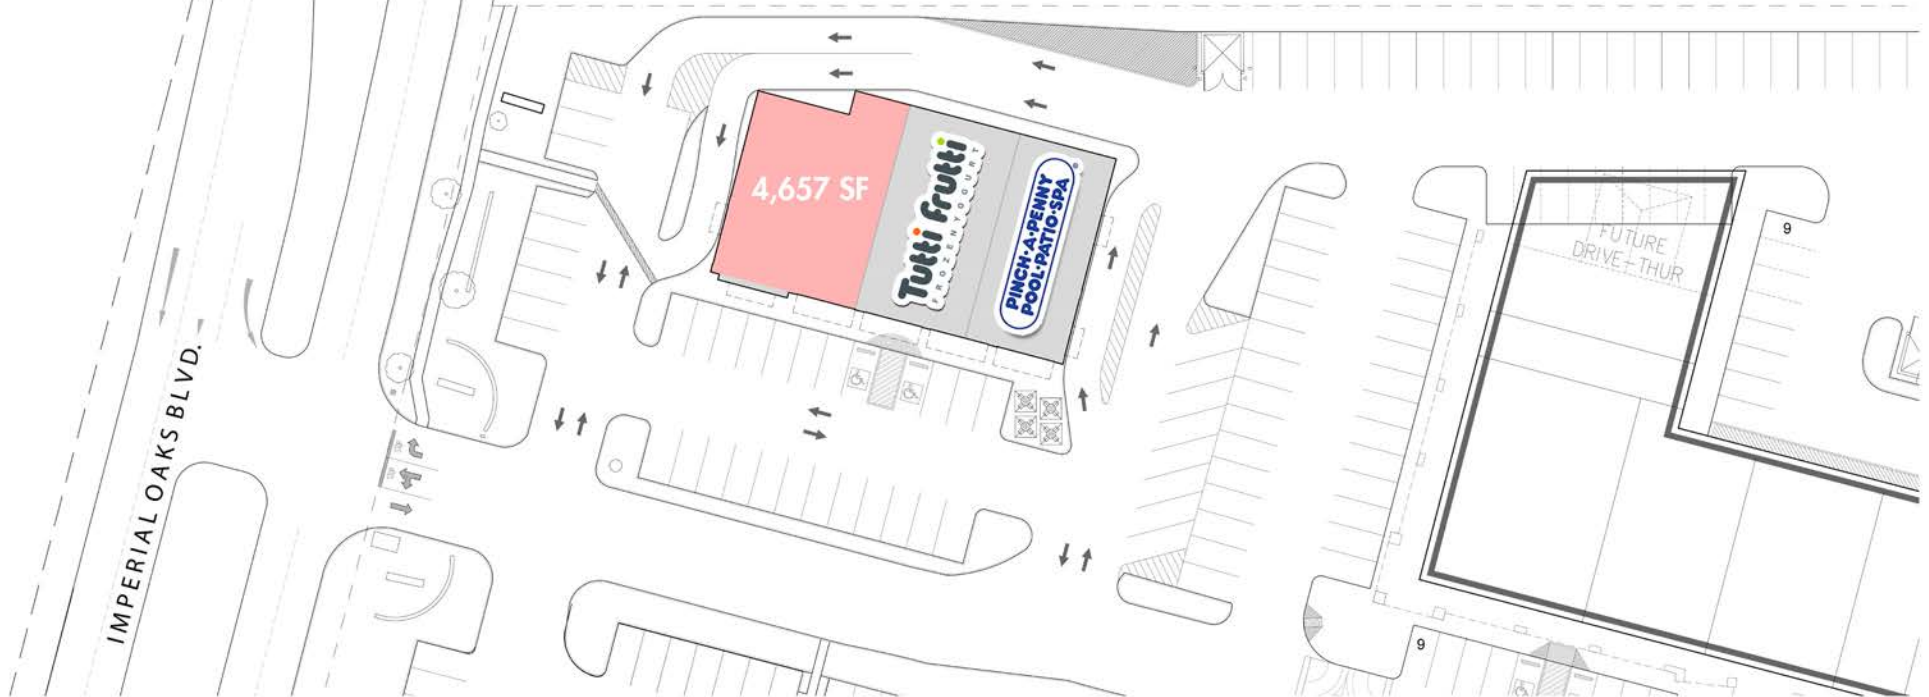 4,657 SF
Tutti frutti
FROZEN YOGURT
PINCH·A·PENNY®
POOL·PATIO·SPA
IMPERIAL OAKS BLVD.
FUTURE
DRIVE-THUR
9
9